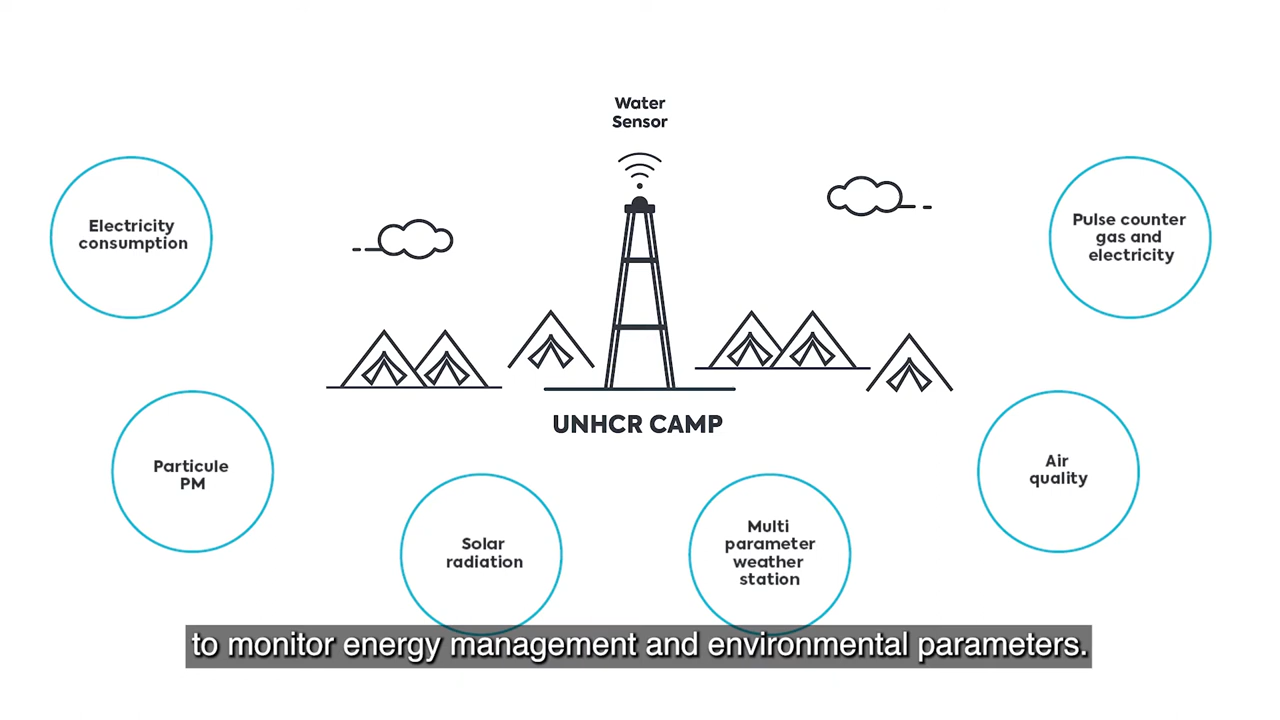 Water
Sensor
Electricity
consumption
Pulse counter
gas and
electricity
UNHCR CAMP
Particule
PM
Air
quality
Solar
radiation
Multi
parameter
weather
station
to monitor energy management and environmental parameters.